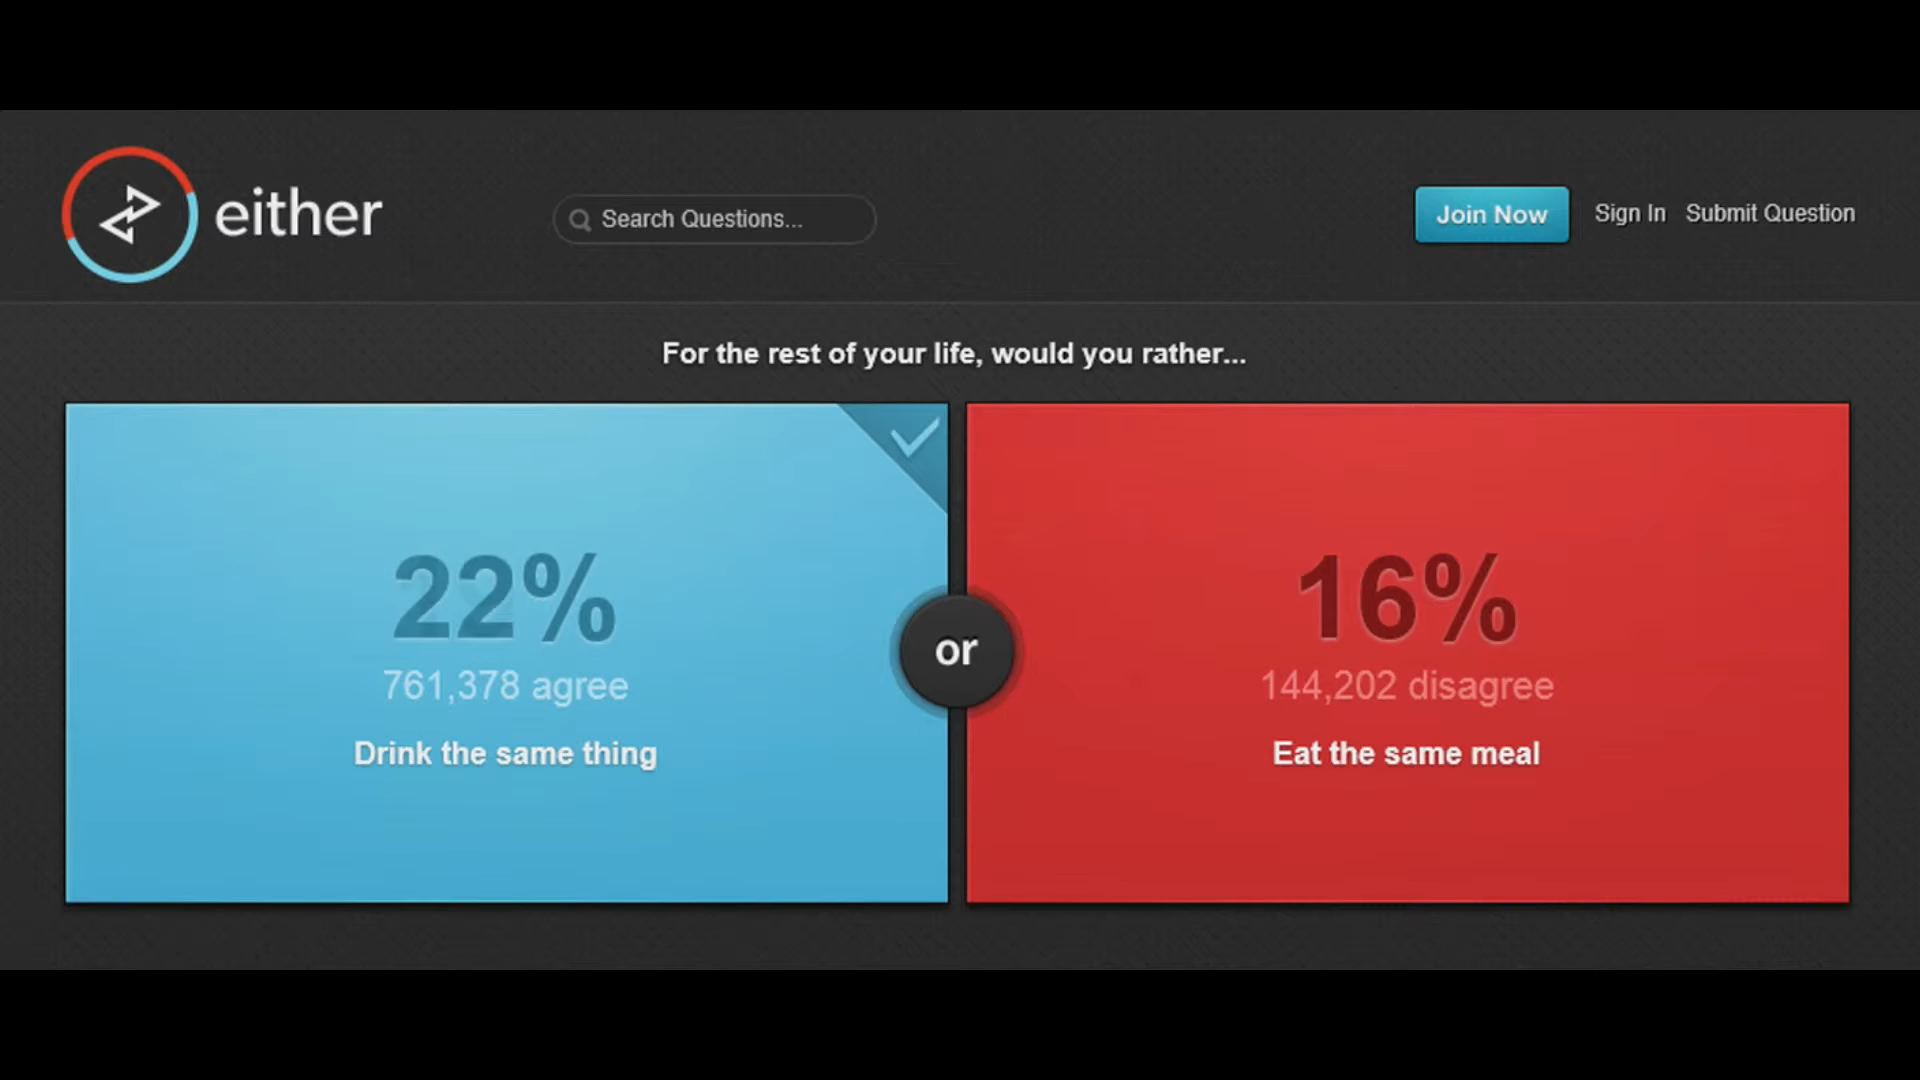 either
Search Questions...
Join Now
Sign In
Submit Question
For the rest of your life, would you rather...
22%
761,378 agree
Drink the same thing
or
16%
144,202 disagree
Eat the same meal